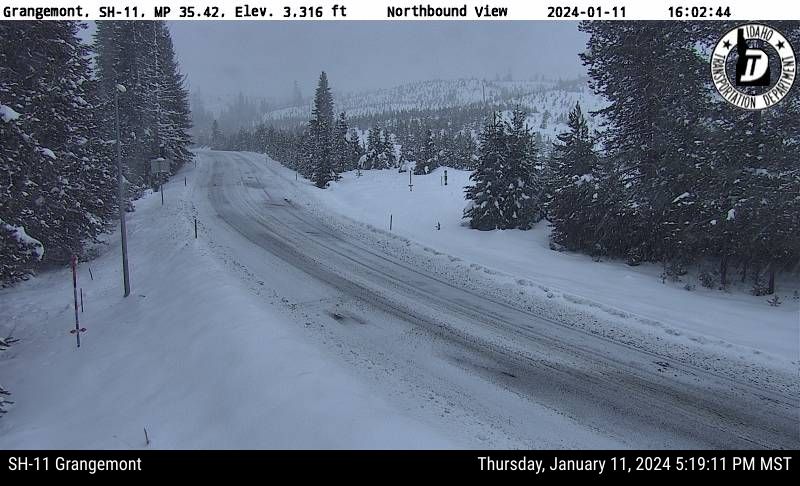 Grangemont, SH-11, MP 35.42, Elev. 3,316 ft Northbound View 2024-01-11 16:02:44
IDAHO
TRANSPORTATION DEPARTMENT
SH-11 Grangemont Thursday, January 11, 2024 5:19:11 PM MST